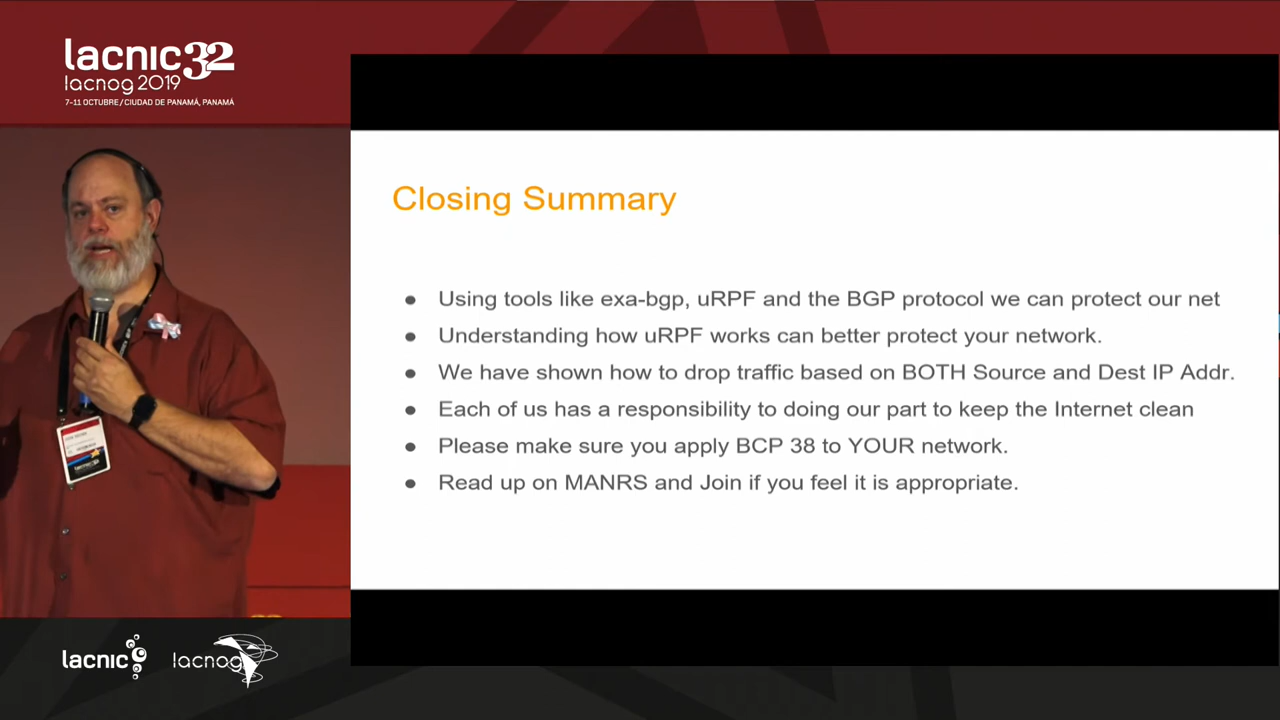 lacnic32
lacnog 2019
7-11 OCTUBRE / CIUDAD DE PANAMÁ, PANAMÁ
Closing Summary
● Using tools like exa-bgp, uRPF and the BGP protocol we can protect our net
● Understanding how uRPF works can better protect your network.
● We have shown how to drop traffic based on BOTH Source and Dest IP Addr.
● Each of us has a responsibility to doing our part to keep the Internet clean
● Please make sure you apply BCP 38 to YOUR network.
● Read up on MANRS and Join if you feel it is appropriate.
lacnic32
lacnic
lacnog